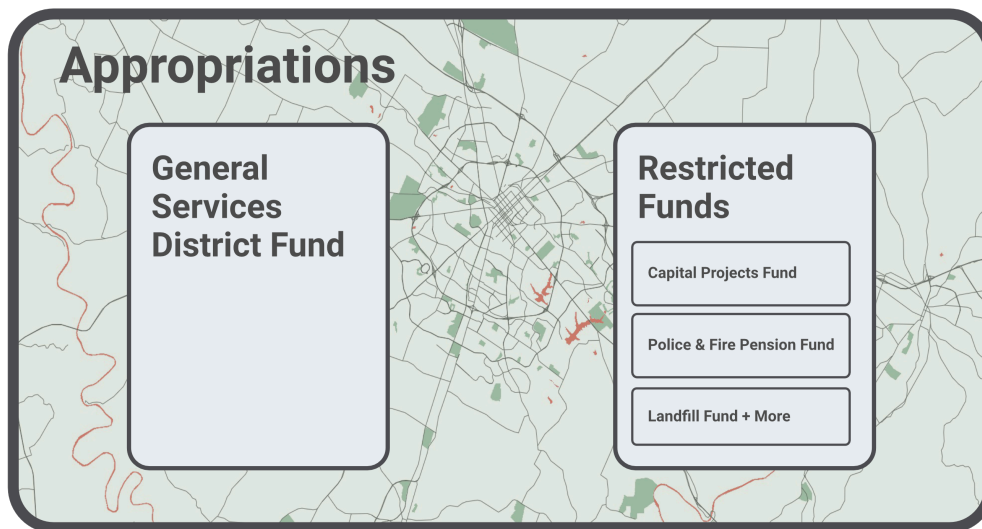 Appropriations
General
Services
District Fund
Restricted
Funds
Capital Projects Fund
Police & Fire Pension Fund
Landfill Fund + More